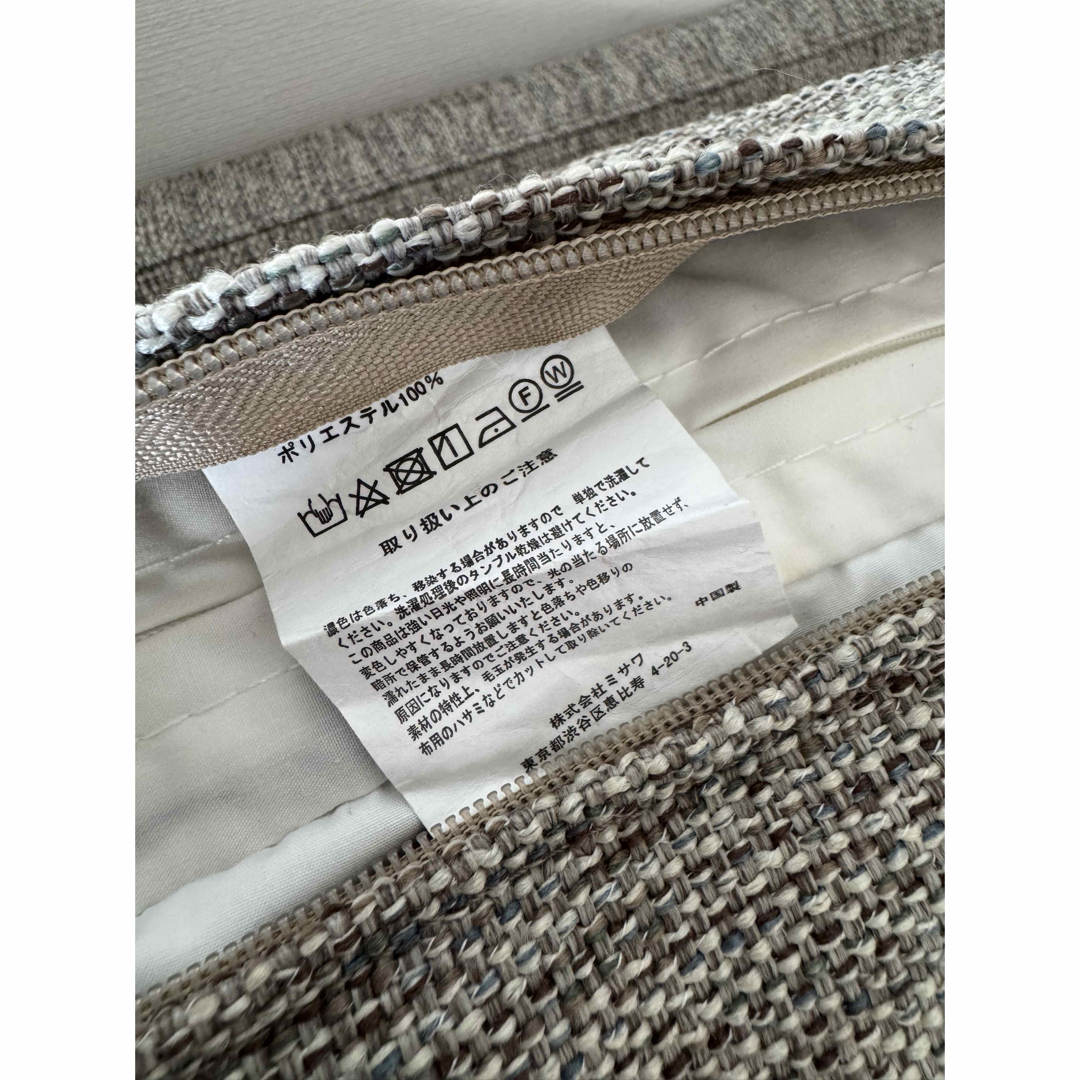 ポリエステル100%
F W
取り扱い上のご注意
濃色は色落ち、移染する場合がありますので 単独で洗濯して
ください。洗濯処理後のタンブル乾燥は避けてください。
この商品は強い日光や照明に長時間当たりますと、
変色しやすくなっておりますので、光の当たる場所に放置せず、
暗所で保管するようお願いいたします。
濡れたまま長時間放置しますと色落ちや色移りの
原因になりますのでご注意ください。
素材の特性上、毛玉が発生する場合があります。
布用のハサミなどでカットして取り除いてください。
中国製
株式会社ミサワ
東京都渋谷区恵比寿 4-20-3